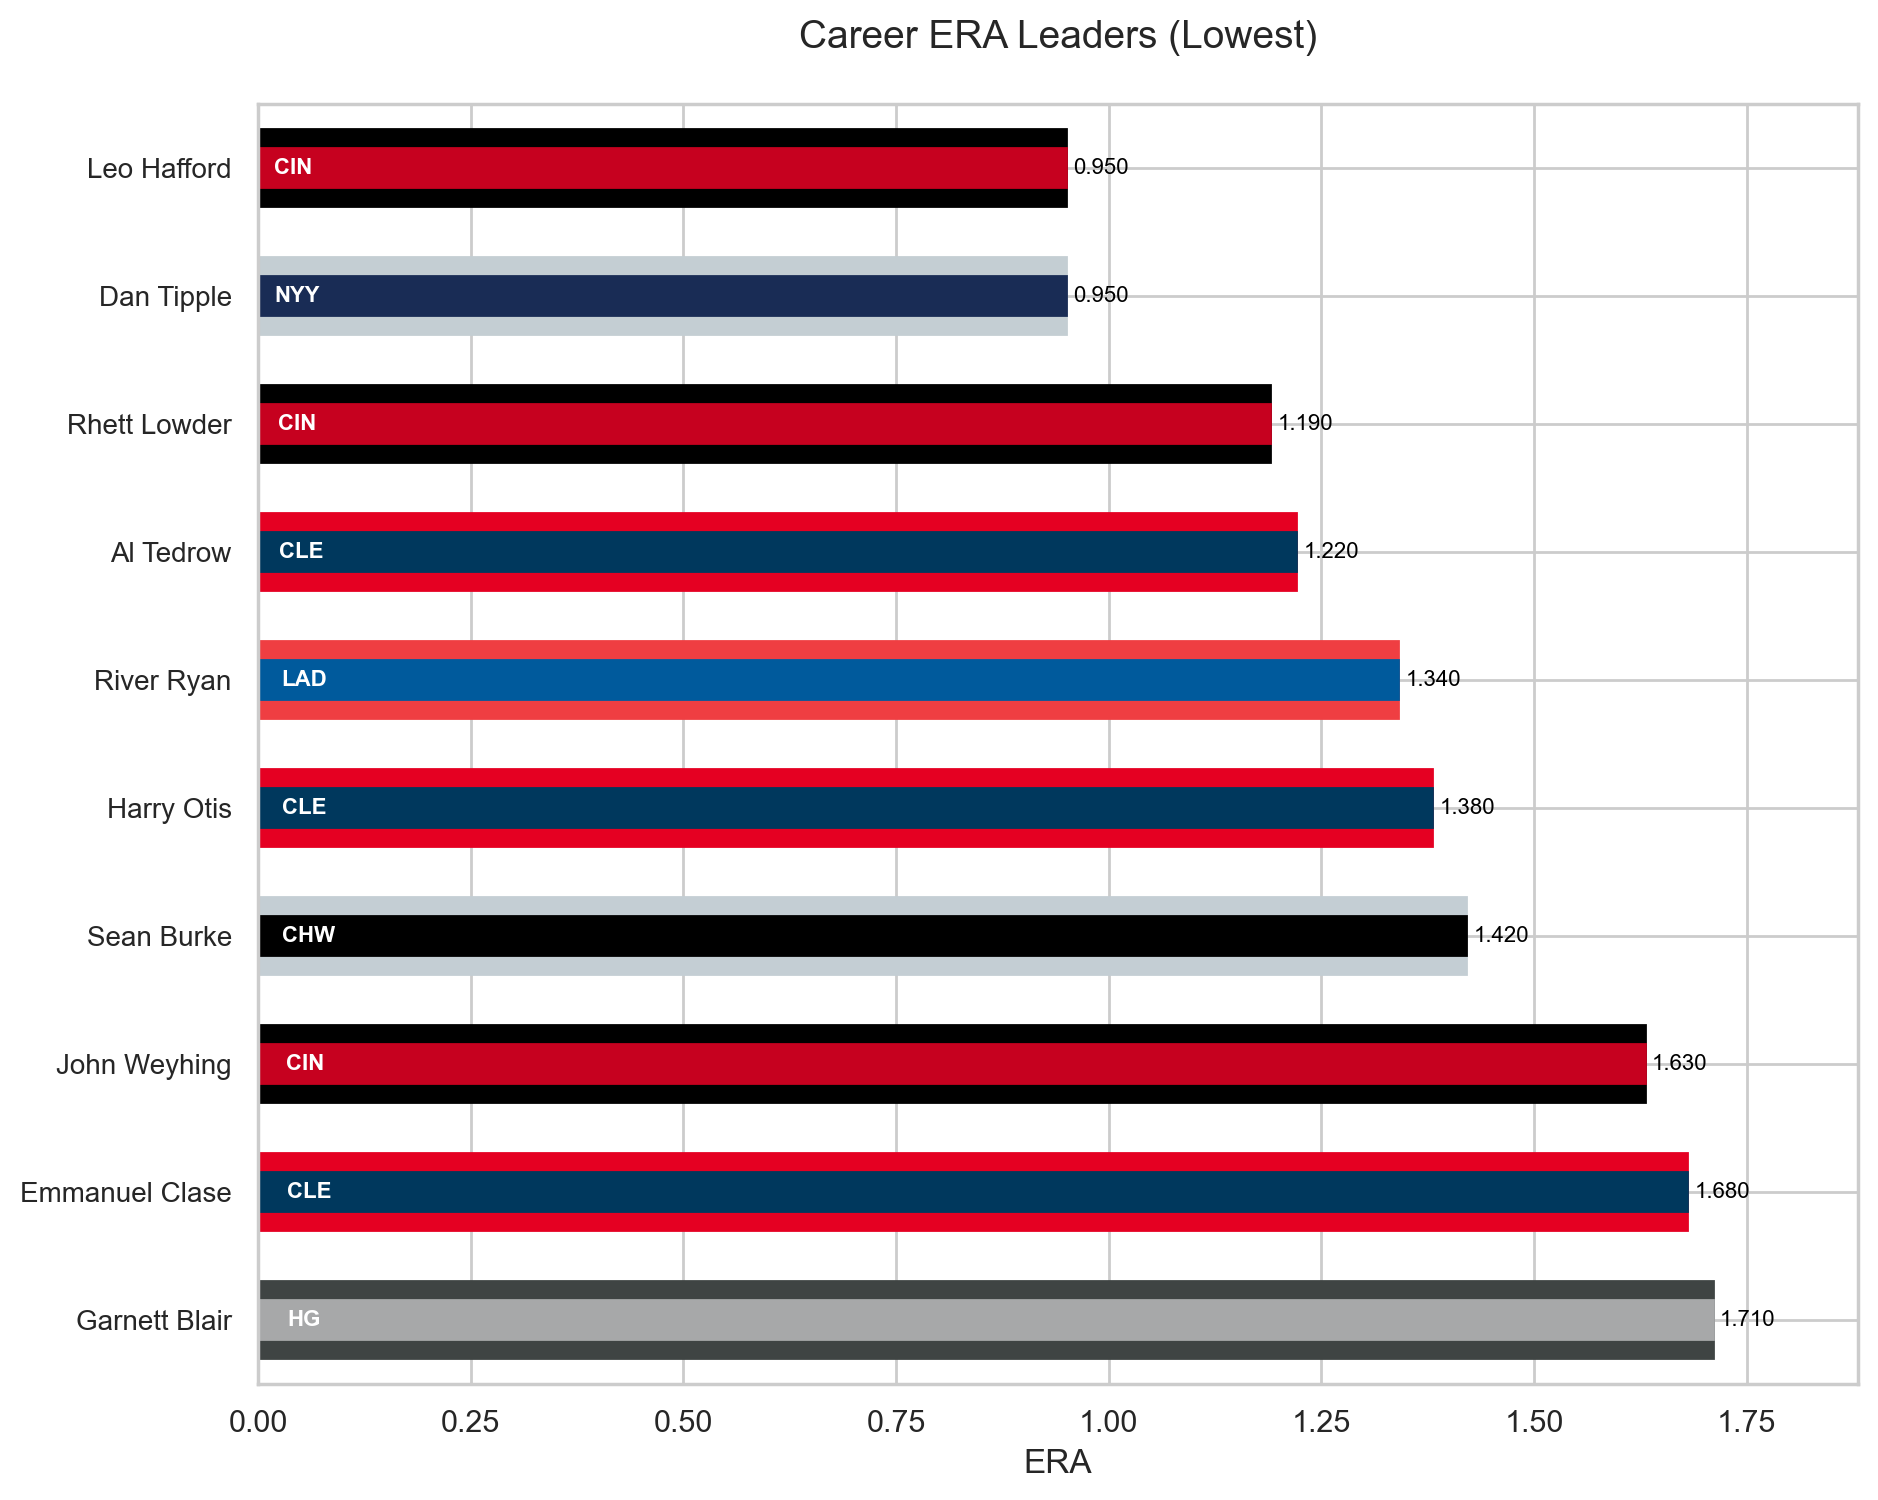 Career ERA Leaders (Lowest)
Leo Hafford CIN 0.950
Dan Tipple NYY 0.950
Rhett Lowder CIN 1.190
Al Tedrow CLE 1.220
River Ryan LAD 1.340
Harry Otis CLE 1.380
Sean Burke CHW 1.420
John Weyhing CIN 1.630
Emmanuel Clase CLE 1.680
Garnett Blair HG 1.710
0.00 0.25 0.50 0.75 1.00 1.25 1.50 1.75
ERA